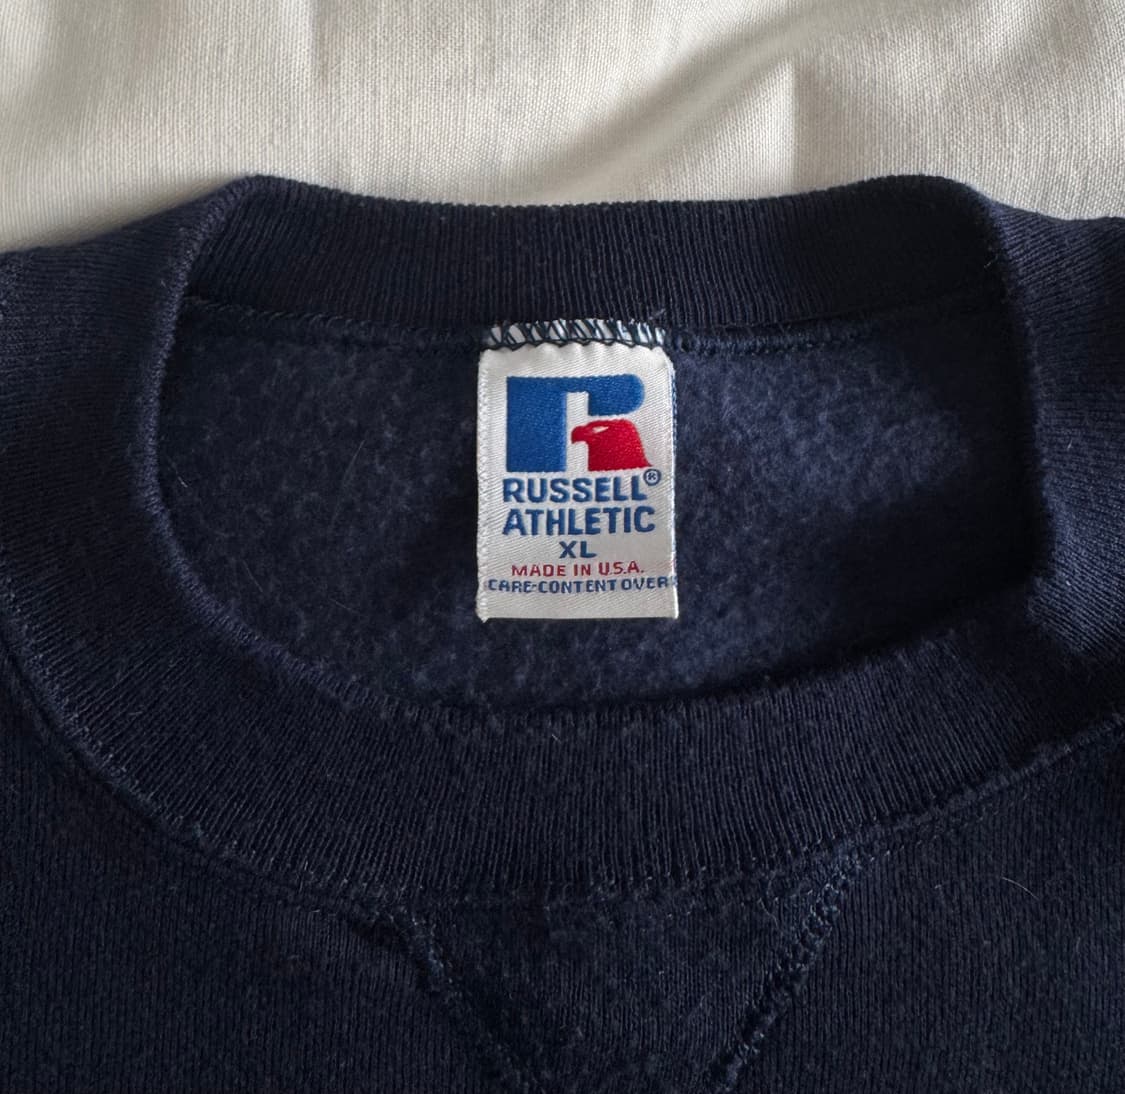 RUSSELL®
ATHLETIC
XL
MADE IN U.S.A.
CARE-CONTENT OVER